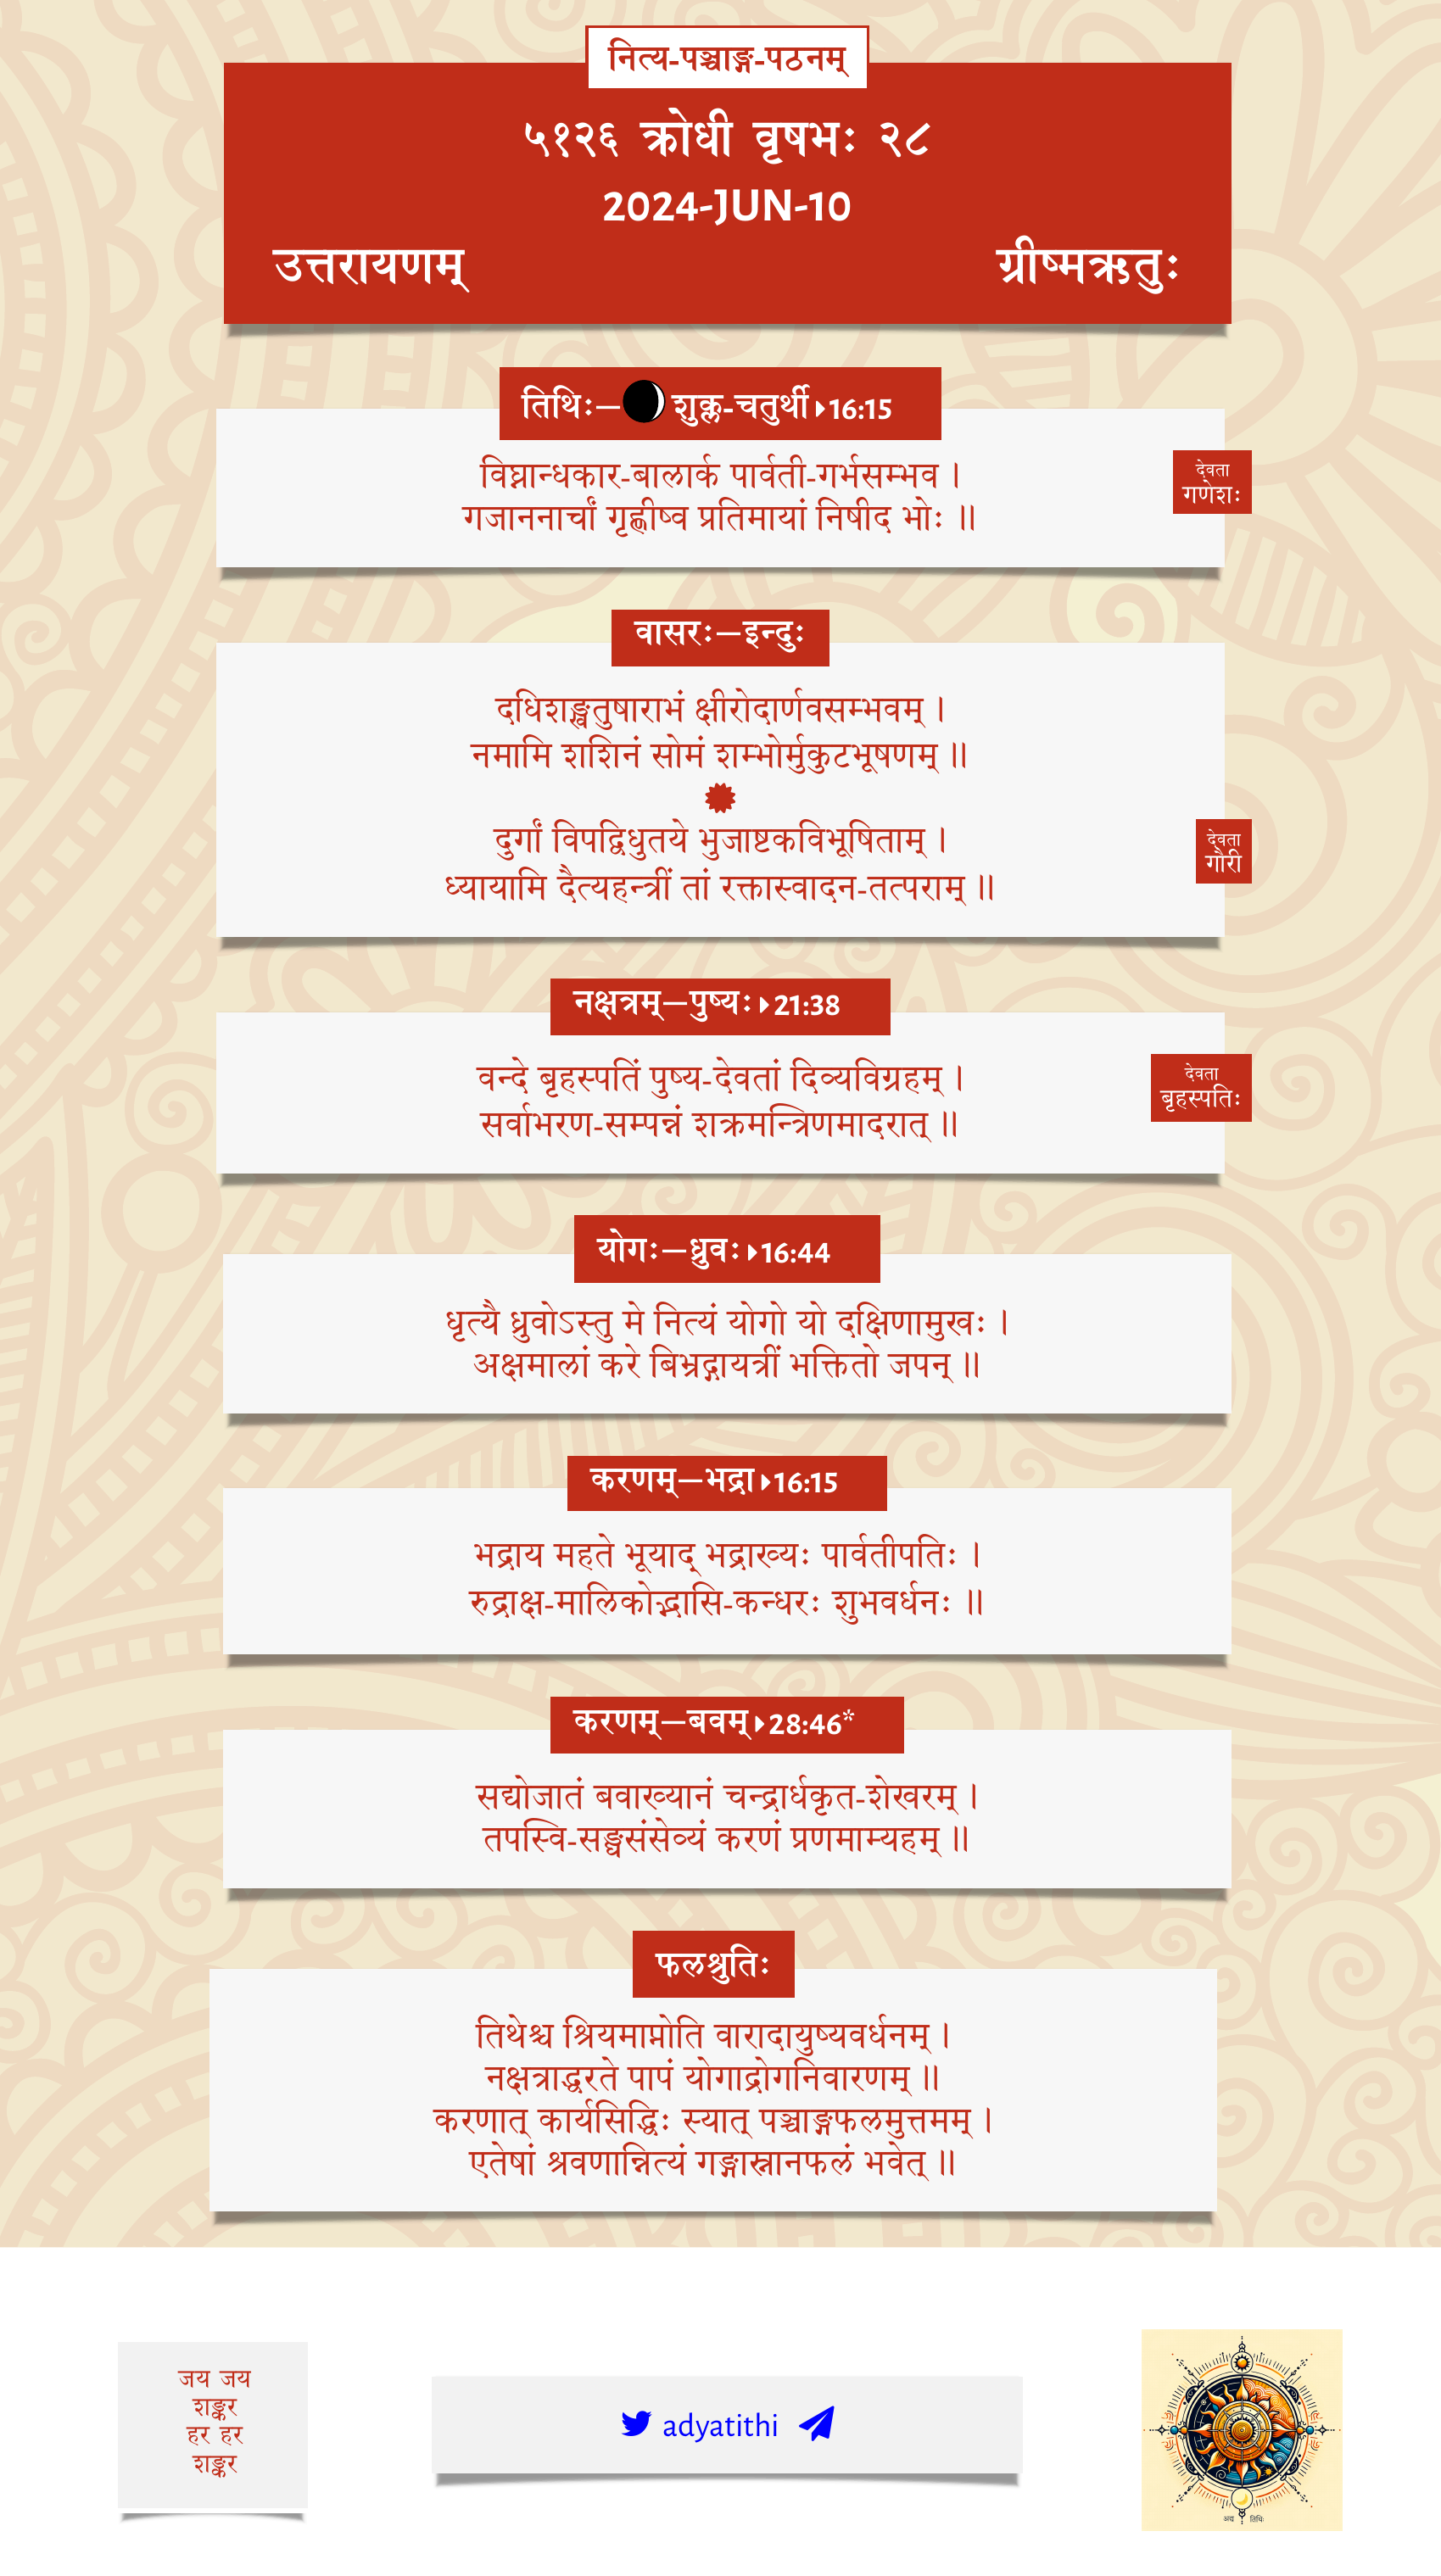 नित्य-पञ्चाङ्ग-पठनम्
५१२६ क्रोधी वृषभः २८
2024-JUN-10
उत्तरायणम् ग्रीष्मऋतुः
तिथिः— शुक्ल-चतुर्थी 16:15
विघ्नान्धकार-बालार्क पार्वती-गर्भसम्भव ।
गजाननार्चां गृह्णीष्व प्रतिमायां निषीद भोः ॥
देवता
गणेशः
वासरः—इन्दुः
दधिशङ्खतुषाराभं क्षीरोदार्णवसम्भवम् ।
नमामि शशिनं सोमं शम्भोर्मुकुटभूषणम् ॥
दुर्गां विपद्विधुतये भुजाष्टकविभूषिताम् ।
ध्यायामि दैत्यहन्त्रीं तां रक्तास्वादन-तत्पराम् ॥
देवता
गौरी
नक्षत्रम्—पुष्यः 21:38
वन्दे बृहस्पतिं पुष्य-देवतां दिव्यविग्रहम् ।
सर्वाभरण-सम्पन्नं शक्रमन्त्रिणमादरात् ॥
देवता
बृहस्पतिः
योगः—ध्रुवः 16:44
धृत्यै ध्रुवोऽस्तु मे नित्यं योगो यो दक्षिणामुखः ।
अक्षमालां करे बिभ्रद्गायत्रीं भक्तितो जपन् ॥
करणम्—भद्रा 16:15
भद्राय महते भूयाद् भद्राख्यः पार्वतीपतिः ।
रुद्राक्ष-मालिकोद्भासि-कन्धरः शुभवर्धनः ॥
करणम्—बवम् 28:46*
सद्योजातं बवाख्यानं चन्द्रार्धकृत-शेखरम् ।
तपस्वि-सङ्घसंसेव्यं करणं प्रणमाम्यहम् ॥
फलश्रुतिः
तिथेश्च श्रियमाप्नोति वारादायुष्यवर्धनम् ।
नक्षत्राद्धरते पापं योगाद्रोगनिवारणम् ॥
करणात् कार्यसिद्धिः स्यात् पञ्चाङ्गफलमुत्तमम् ।
एतेषां श्रवणान्नित्यं गङ्गास्नानफलं भवेत् ॥
जय जय
शङ्कर
हर हर
शङ्कर
adyatithi
अद्य तिथिः